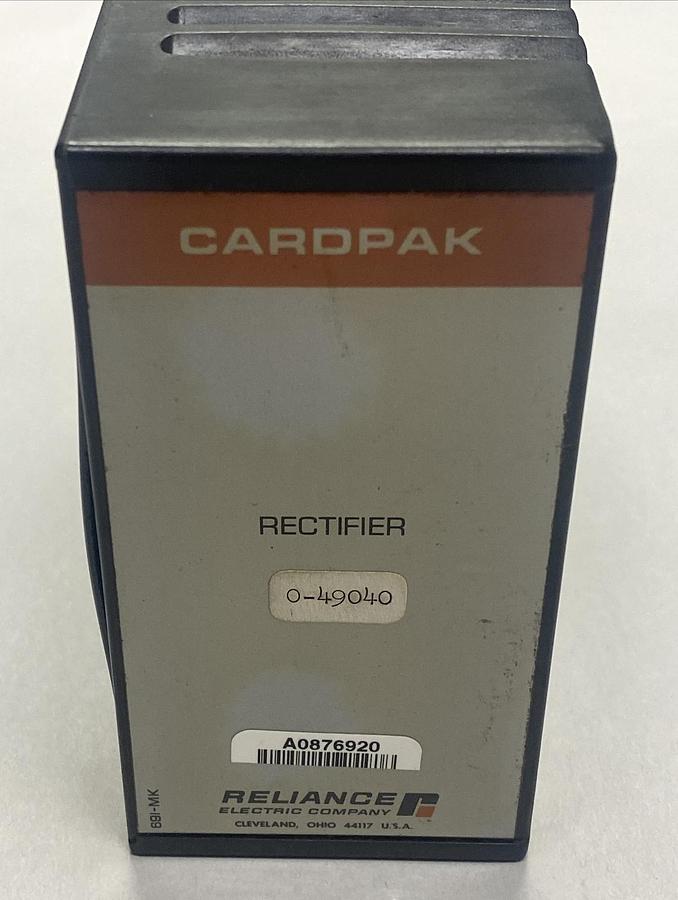 CARDPAK
RECTIFIER
0-49040
A0876920
RELIANCE
ELECTRIC COMPANY
CLEVELAND, OHIO 44117 U.S.A.
691-MK